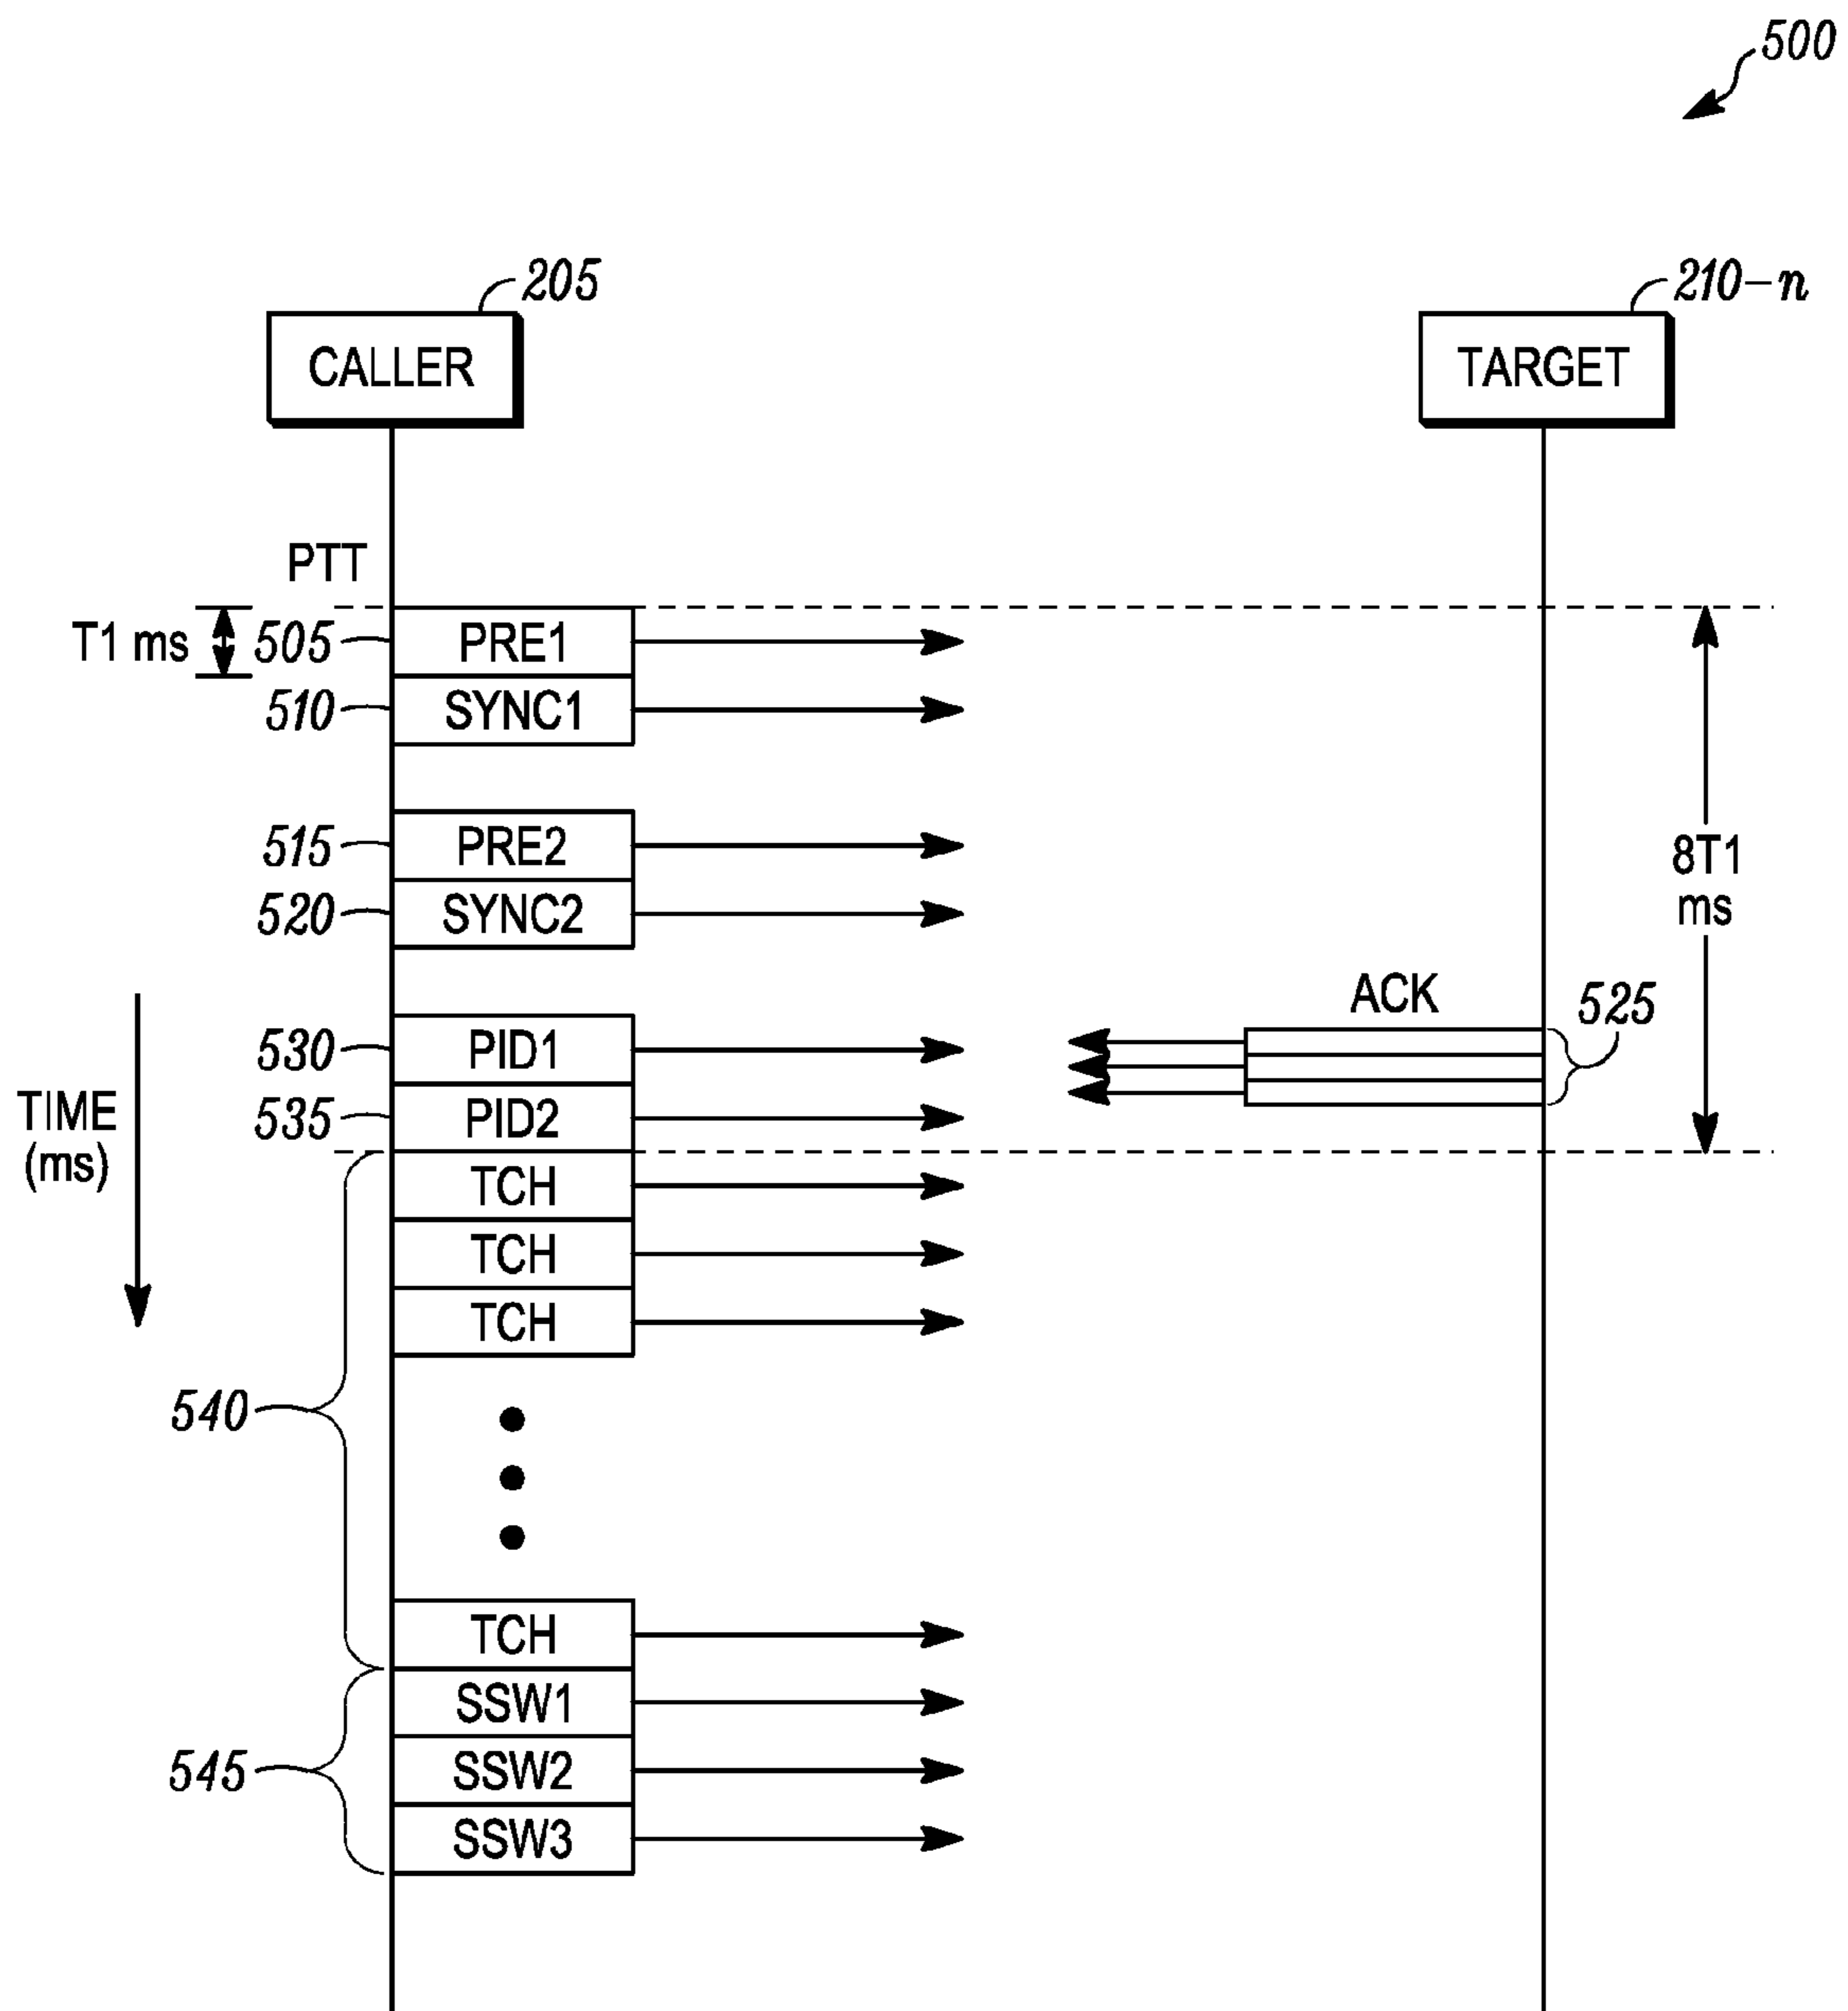 500
205
210-n
CALLER
TARGET
PTT
T1 ms
505
PRE1
510
SYNC1
515
PRE2
520
SYNC2
8T1
ms
ACK
525
530
PID1
535
PID2
TIME
(ms)
TCH
TCH
TCH
540
TCH
545
SSW1
SSW2
SSW3